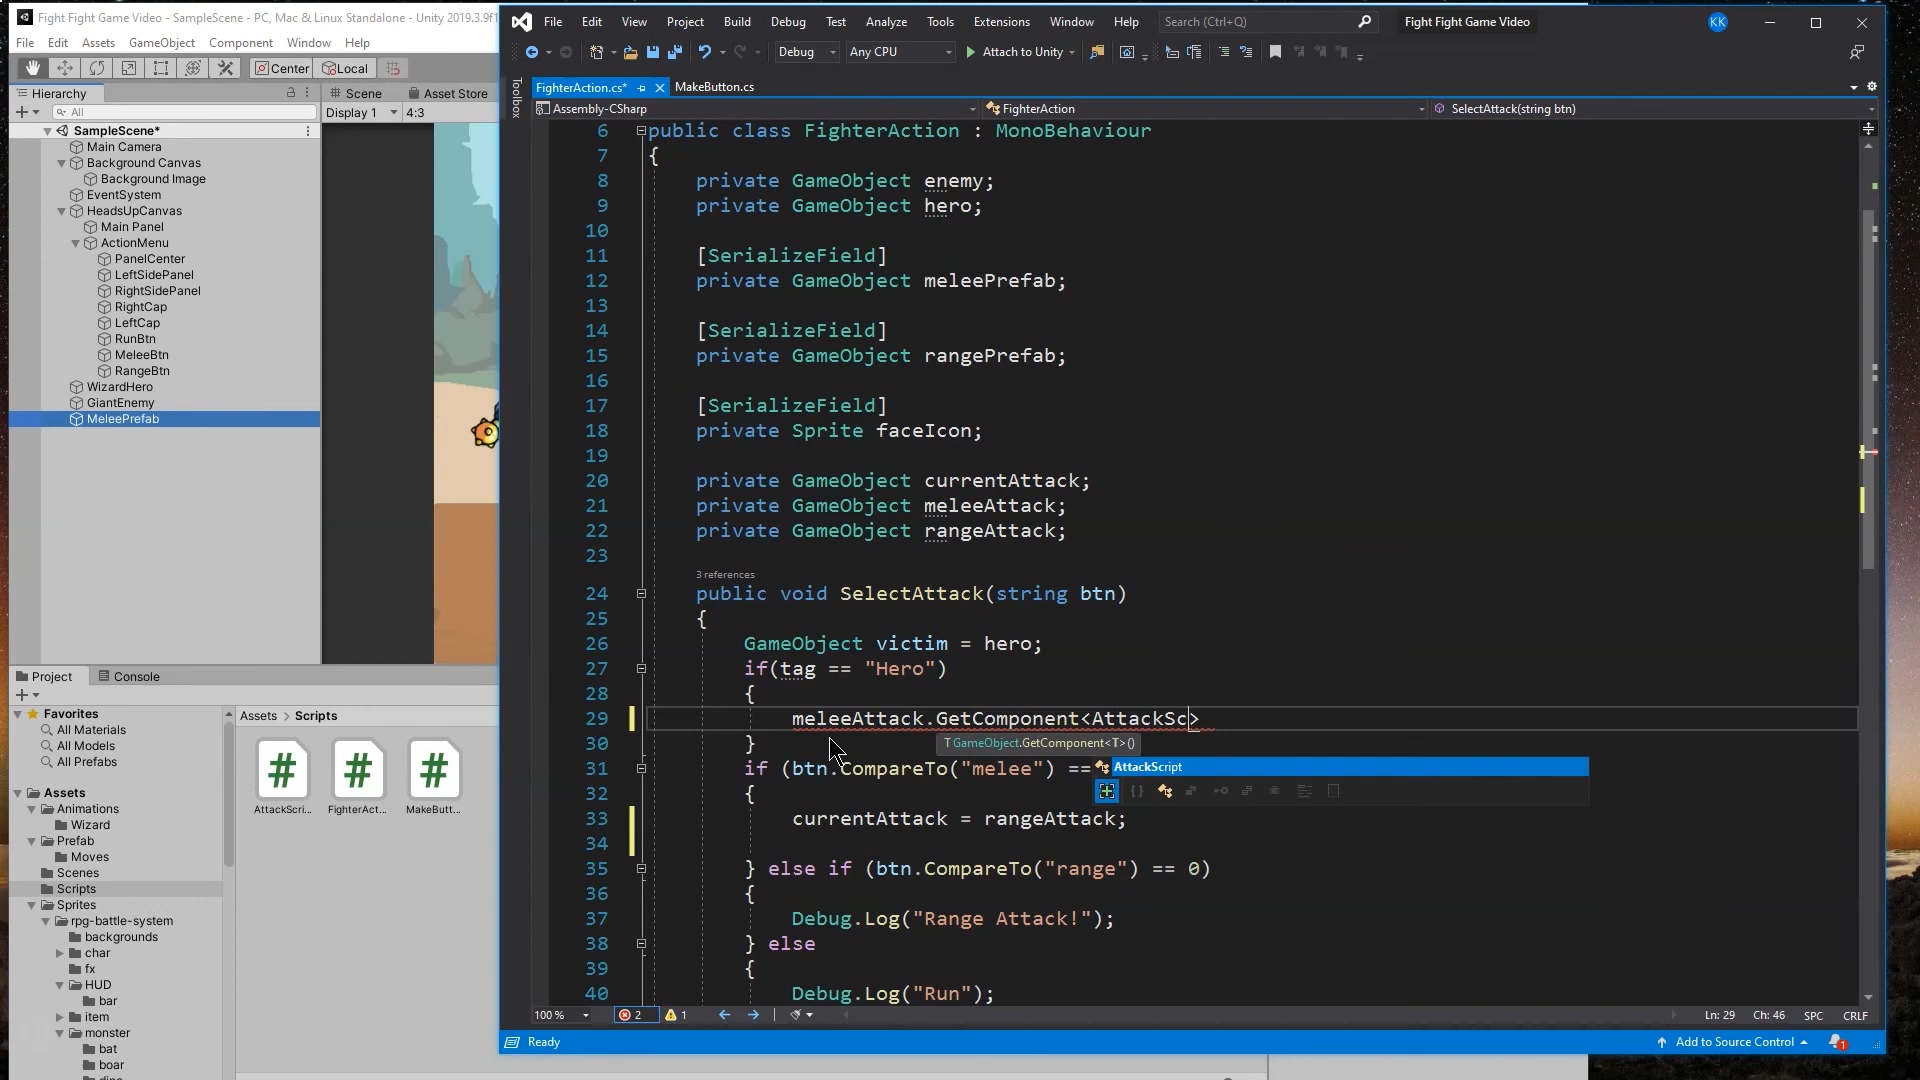 Fight Fight Game Video - SampleScene - PC, Mac & Linux Standalone - Unity 2019.3.9f1
File Edit Assets GameObject Component Window Help
Center Local
Hierarchy
All
SampleScene*
Main Camera
Background Canvas
Background Image
EventSystem
HeadsUpCanvas
Main Panel
ActionMenu
PanelCenter
LeftSidePanel
RightSidePanel
RightCap
LeftCap
RunBtn
MeleeBtn
RangeBtn
WizardHero
GiantEnemy
MeleePrefab
Scene Asset Store
Display 1 4:3
Project Console
Favorites
All Materials
All Models
All Prefabs
Assets
Animations
Wizard
Prefab
Moves
Scenes
Scripts
Sprites
rpg-battle-system
backgrounds
char
fx
HUD
bar
item
monster
bat
boar
Assets > Scripts
AttackScri... FighterAct... MakeButt...
File Edit View Project Build Debug Test Analyze Tools Extensions Window Help Search (Ctrl+Q) Fight Fight Game Video KK
Debug Any CPU Attach to Unity
Toolbox
FighterAction.cs* MakeButton.cs
Assembly-CSharp FighterAction SelectAttack(string btn)
6 public class FighterAction : MonoBehaviour
7 {
8 private GameObject enemy;
9 private GameObject hero;
10
11 [SerializeField]
12 private GameObject meleePrefab;
13
14 [SerializeField]
15 private GameObject rangePrefab;
16
17 [SerializeField]
18 private Sprite faceIcon;
19
20 private GameObject currentAttack;
21 private GameObject meleeAttack;
22 private GameObject rangeAttack;
23
3 references
24 public void SelectAttack(string btn)
25 {
26 GameObject victim = hero;
27 if(tag == "Hero")
28 {
29 meleeAttack.GetComponent<AttackSc>
T GameObject.GetComponent<T>()
30 }
31 if (btn.CompareTo("melee") ==
AttackScript
32 {
33 currentAttack = rangeAttack;
34
35 } else if (btn.CompareTo("range") == 0)
36 {
37 Debug.Log("Range Attack!");
38 } else
39 {
40 Debug.Log("Run");
100 % 2 1 Ln: 29 Ch: 46 SPC CRLF
Ready Add to Source Control 1